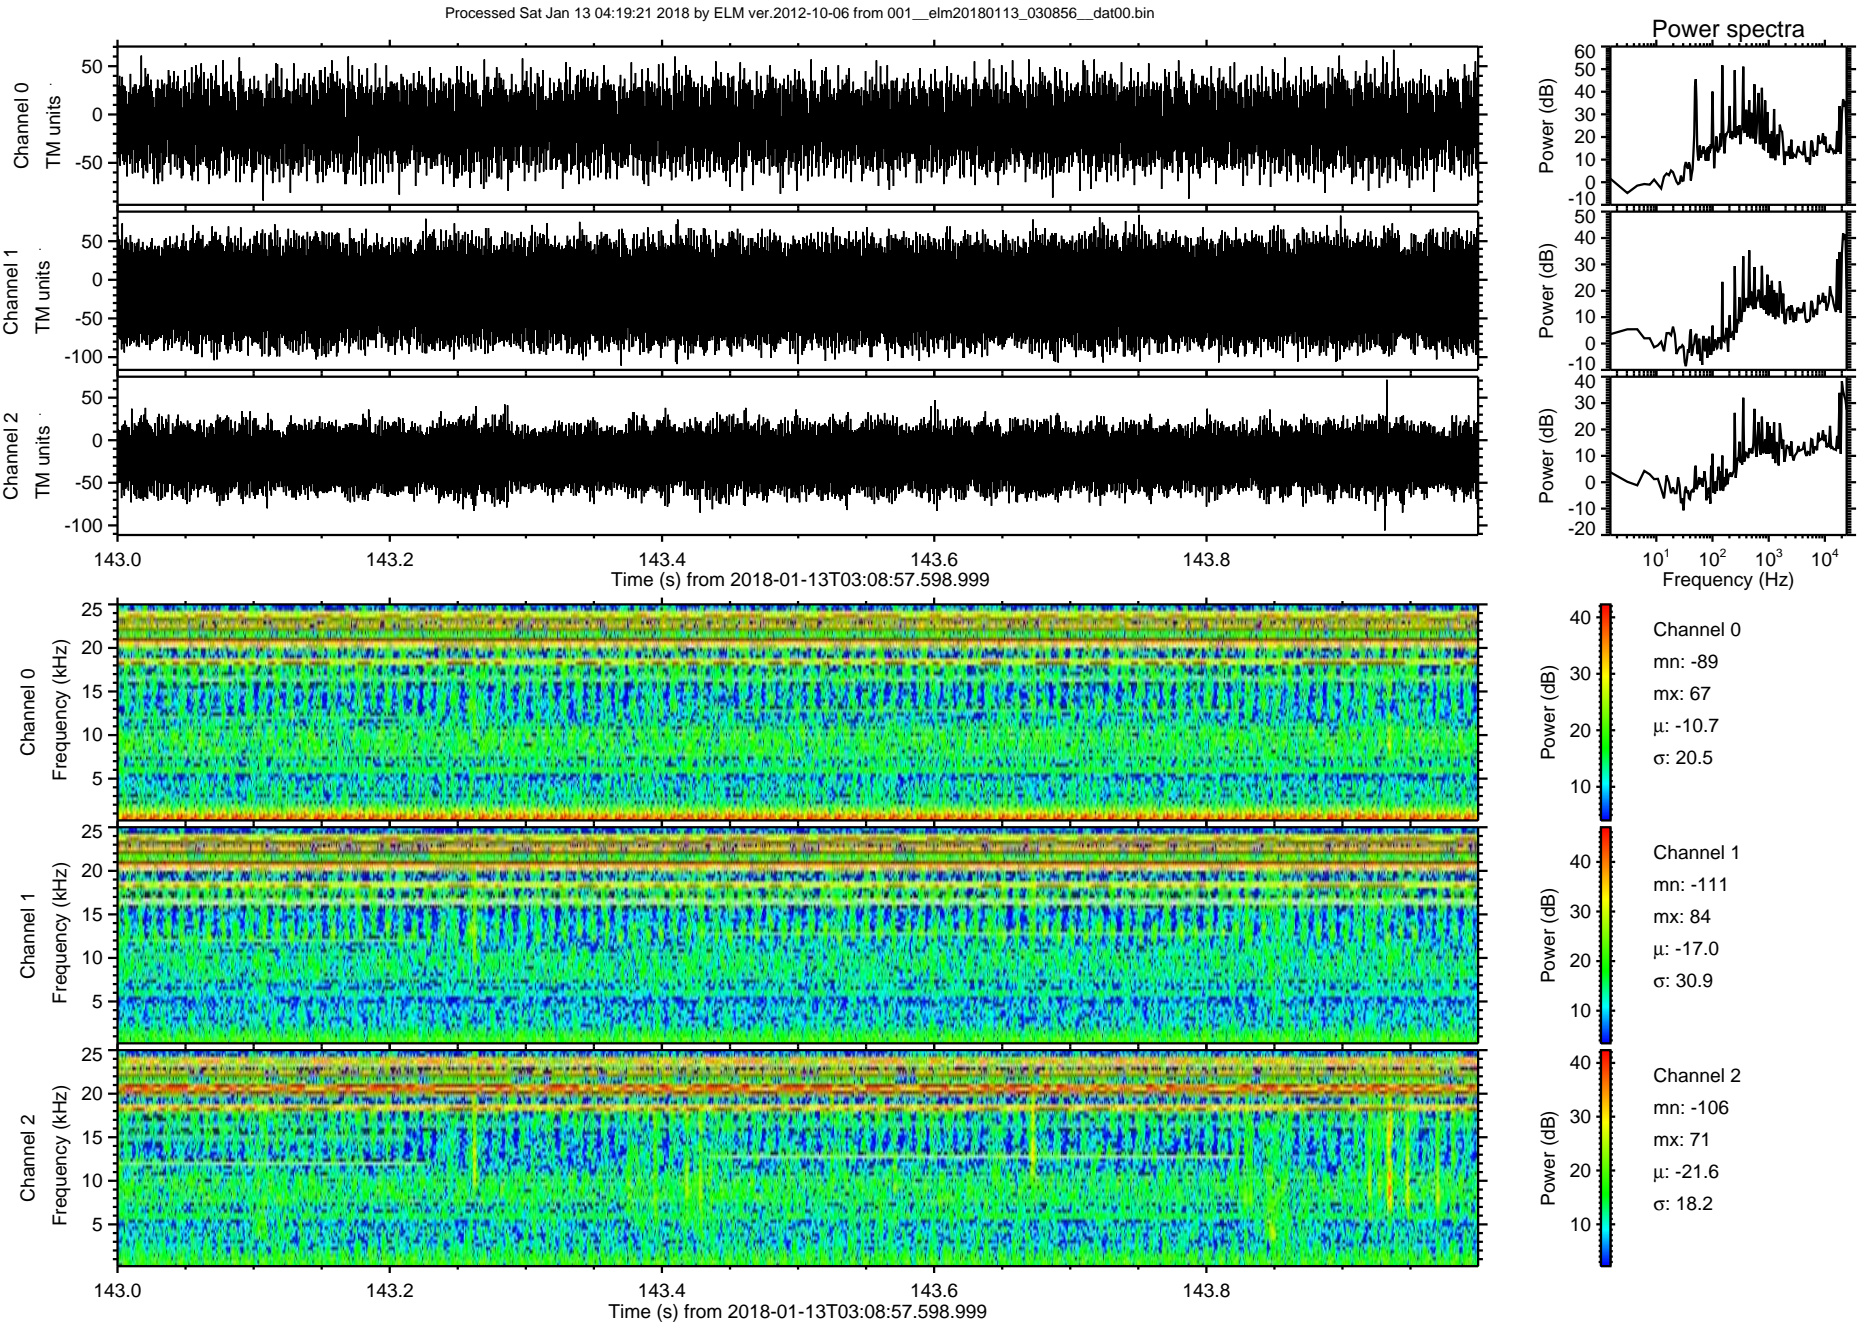 Processed Sat Jan 13 04:19:21 2018 by ELM ver.2012-10-06 from 001__elm20180113_030856__dat00.bin
Power spectra
Channel 0
TM units
50
0
-50
Power (dB)
60
50
40
30
20
10
0
-10
Channel 1
TM units
50
0
-50
-100
Power (dB)
50
40
30
20
10
0
-10
Channel 2
TM units
50
0
-50
-100
Power (dB)
40
30
20
10
0
-10
-20
143.0 143.2 143.4 143.6 143.8
Time (s) from 2018-01-13T03:08:57.598.999
10^1 10^2 10^3 10^4
Frequency (Hz)
Channel 0
Frequency (kHz)
25
20
15
10
5
Power (dB)
40
30
20
10
Channel 0
mn: -89
mx: 67
μ: -10.7
σ: 20.5
Channel 1
Frequency (kHz)
25
20
15
10
5
Power (dB)
40
30
20
10
Channel 1
mn: -111
mx: 84
μ: -17.0
σ: 30.9
Channel 2
Frequency (kHz)
25
20
15
10
5
Power (dB)
40
30
20
10
Channel 2
mn: -106
mx: 71
μ: -21.6
σ: 18.2
143.0 143.2 143.4 143.6 143.8
Time (s) from 2018-01-13T03:08:57.598.999